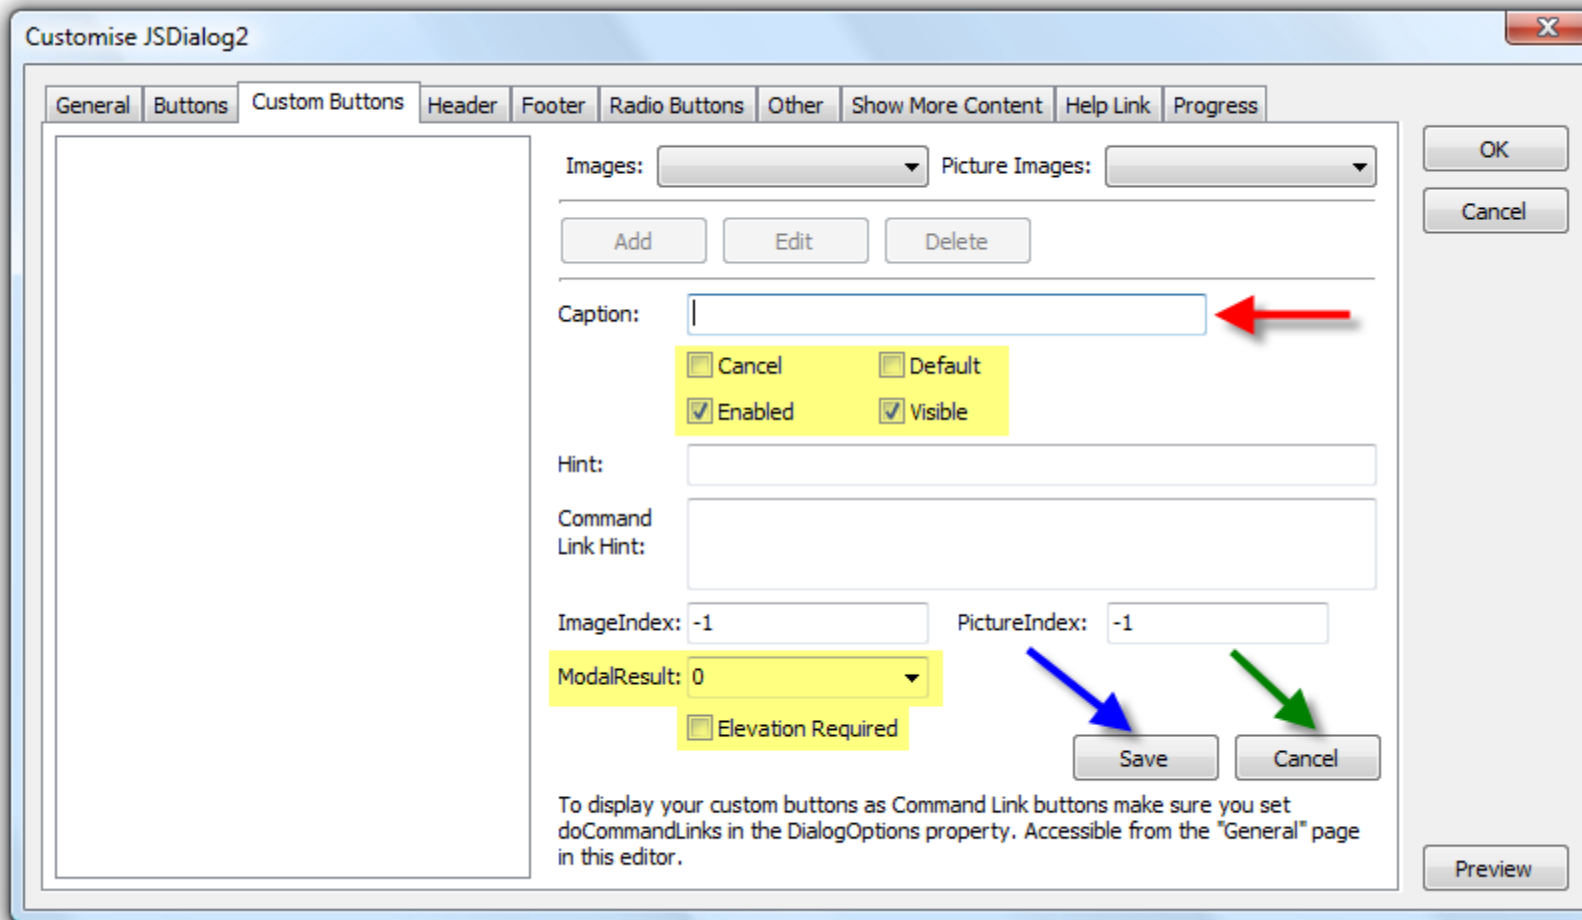 Customise JSDialog2
X
General Buttons Custom Buttons Header Footer Radio Buttons Other Show More Content Help Link Progress
Images: Picture Images:
OK
Add Edit Delete
Cancel
Caption:
Cancel Default
Enabled Visible
Hint:
Command
Link Hint:
ImageIndex: -1 PictureIndex: -1
ModalResult: 0
Elevation Required
Save Cancel
To display your custom buttons as Command Link buttons make sure you set
doCommandLinks in the DialogOptions property. Accessible from the "General" page
in this editor.
Preview